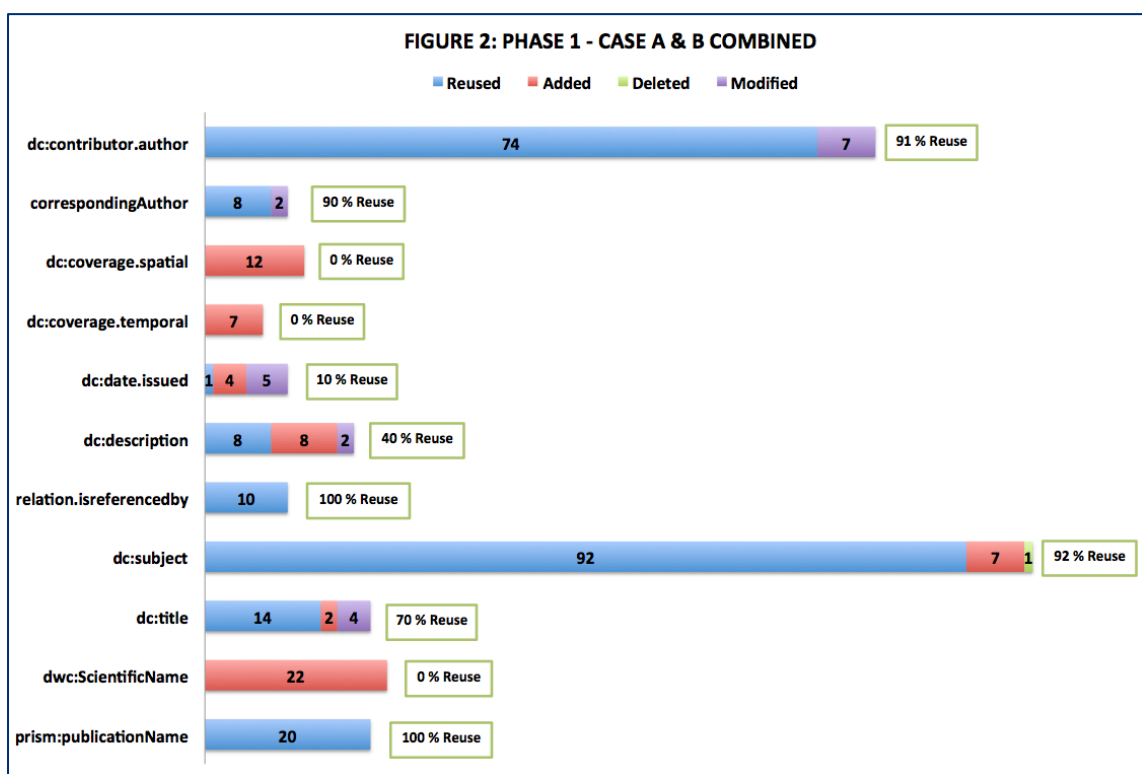 FIGURE 2: PHASE 1 - CASE A & B COMBINED
Reused Added Deleted Modified
dc:contributor.author 74 7 91 % Reuse
correspondingAuthor 8 2 90 % Reuse
dc:coverage.spatial 12 0 % Reuse
dc:coverage.temporal 7 0 % Reuse
dc:date.issued 1 4 5 10 % Reuse
dc:description 8 8 2 40 % Reuse
relation.isreferencedby 10 100 % Reuse
dc:subject 92 7 1 92 % Reuse
dc:title 14 2 4 70 % Reuse
dwc:ScientificName 22 0 % Reuse
prism:publicationName 20 100 % Reuse